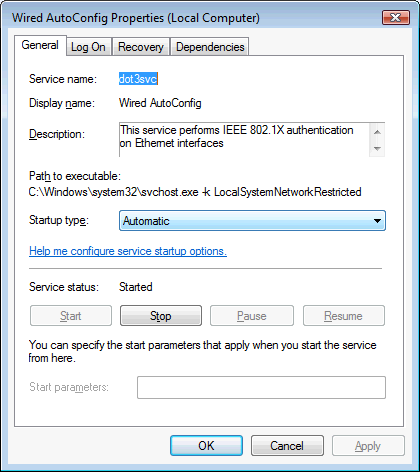 Wired AutoConfig Properties (Local Computer)
General Log On Recovery Dependencies
Service name: dot3svc
Display name: Wired AutoConfig
Description: This service performs IEEE 802.1X authentication
on Ethernet interfaces
Path to executable:
C:\Windows\system32\svchost.exe -k LocalSystemNetworkRestricted
Startup type: Automatic
Help me configure service startup options.
Service status: Started
Start Stop Pause Resume
You can specify the start parameters that apply when you start the service
from here.
Start parameters:
OK Cancel Apply